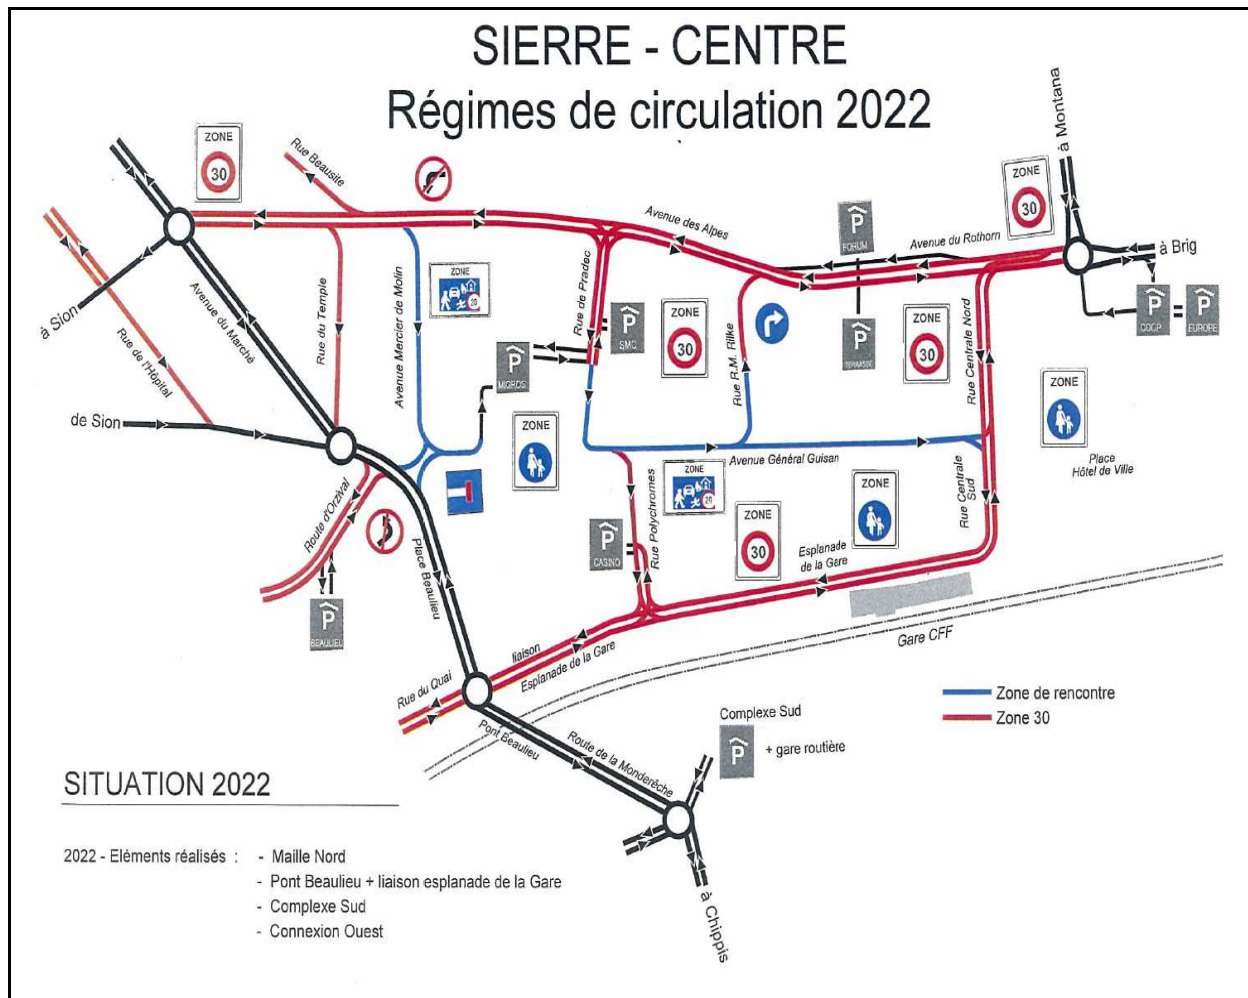 SIERRE - CENTRE
Régimes de circulation 2022
à Montana
ZONE
30
Rue Beausite
ZONE
30
Avenue des Alpes
FORUM
Avenue du Rothorn
à Brig
ZONE
20
Rue de Pradec
SMC
ZONE
30
TERRASSE
ZONE
30
COOP
EUROPE
à Sion
Avenue du Marché
Rue du Temple
Avenue Mercier de Molin
MIGROS
Rue R.M. Rilke
Rue Centrale Nord
Rue de l'Hôpital
ZONE
de Sion
ZONE
Avenue Général Guisan
Place
Hôtel de Ville
ZONE
20
Rue Centrale
Sud
ZONE
Route d'Orzival
Rue Polychromes
CASINO
ZONE
30
Esplanade
de la Gare
Place Beaulieu
BEAULIEU
Gare CFF
liaison
Esplanade de la Gare
Rue du Quai
Zone de rencontre
Zone 30
Pont Beaulieu
Route de la Monderèche
Complexe Sud
P
+ gare routière
à Chippis
SITUATION 2022
2022 - Eléments réalisés : - Maille Nord
- Pont Beaulieu + liaison esplanade de la Gare
- Complexe Sud
- Connexion Ouest